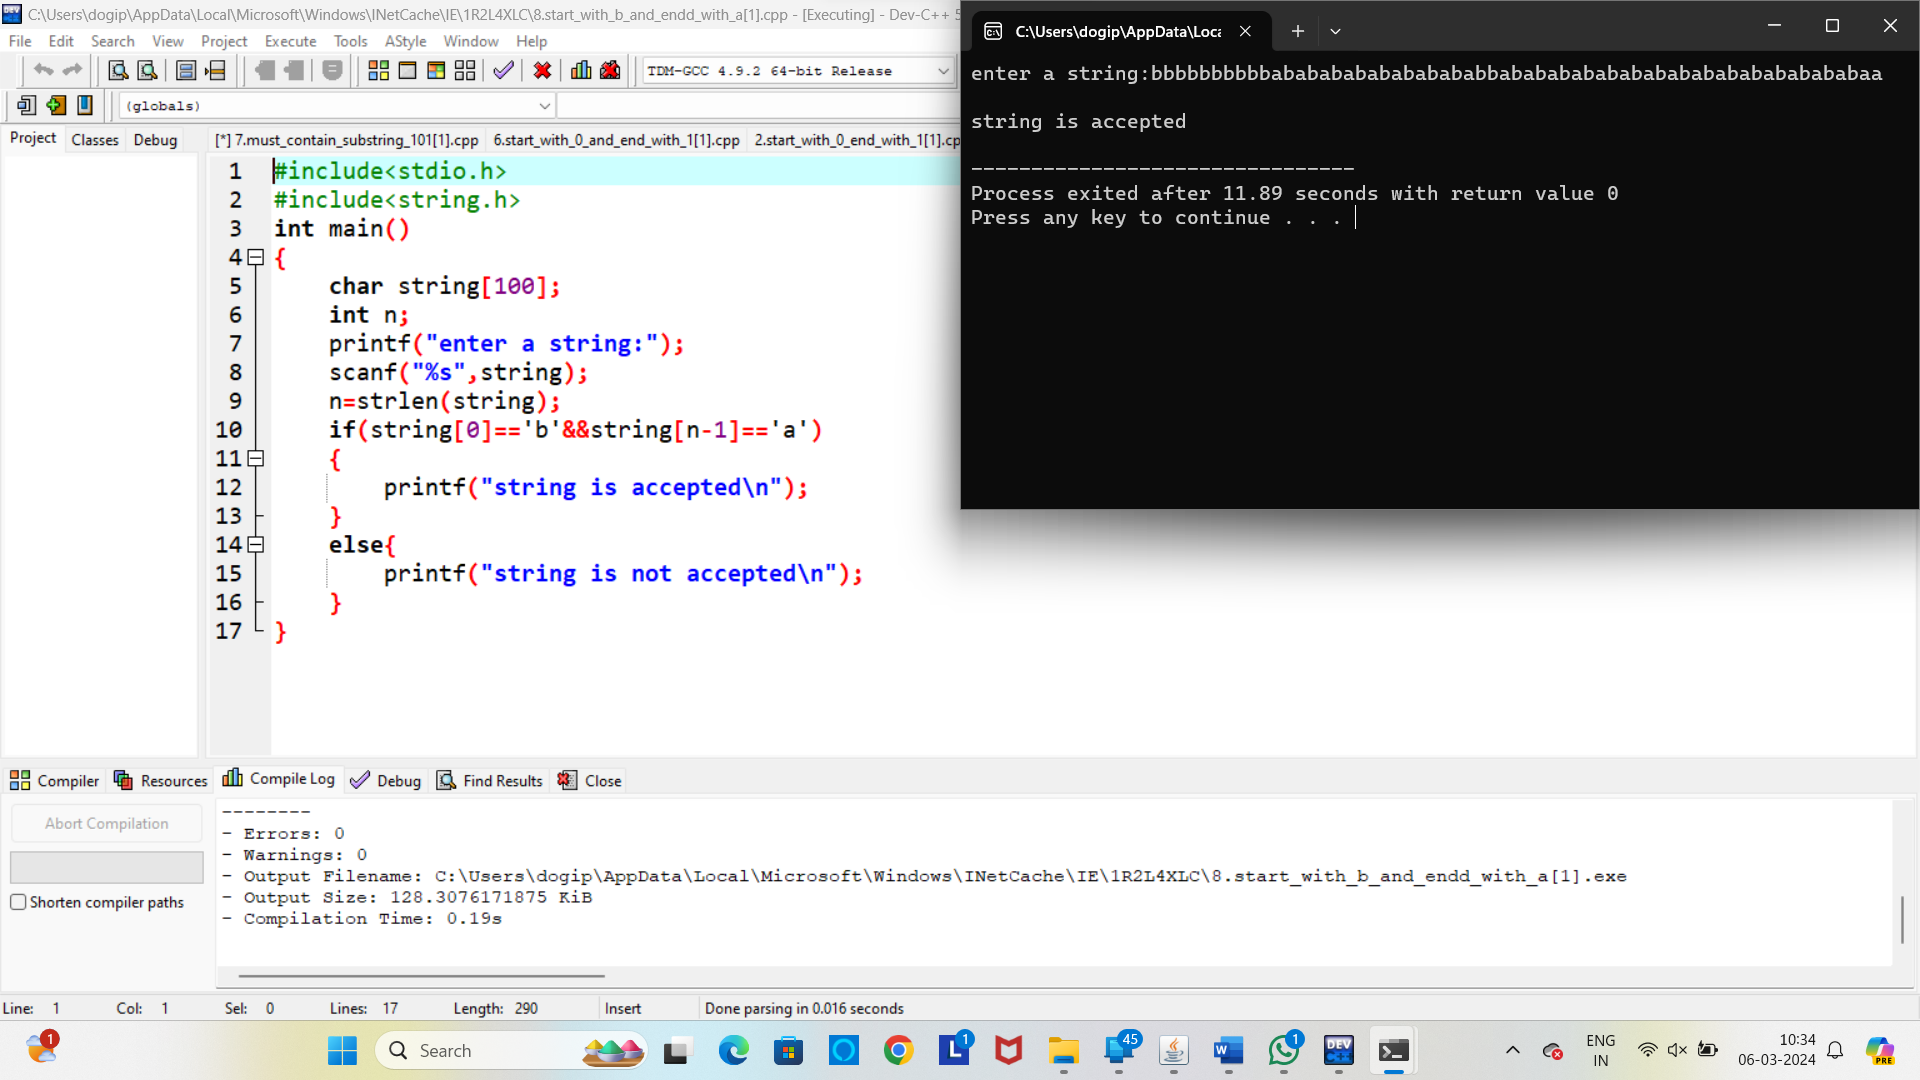 C:\Users\dogip\AppData\Local\Microsoft\Windows\INetCache\IE\1R2L4XLC\8.start_with_b_and_endd_with_a[1].cpp - [Executing] - Dev-C++ 5
File Edit Search View Project Execute Tools AStyle Window Help
TDM-GCC 4.9.2 64-bit Release
(globals)
Project Classes Debug
[*] 7.must_contain_substring_101[1].cpp 6.start_with_0_and_end_with_1[1].cpp 2.start_with_0_end_with_1[1].cp
1 #include<stdio.h>
2 #include<string.h>
3 int main()
4 {
5 char string[100];
6 int n;
7 printf("enter a string:");
8 scanf("%s",string);
9 n=strlen(string);
10 if(string[0]=='b'&&string[n-1]=='a')
11 {
12 printf("string is accepted\n");
13 }
14 else{
15 printf("string is not accepted\n");
16 }
17 }
C:\Users\dogip\AppData\Loca
enter a string:bbbbbbbbbbababababababababababbabababababababababababababababaa
string is accepted
--------------------------------
Process exited after 11.89 seconds with return value 0
Press any key to continue . . .
Compiler Resources Compile Log Debug Find Results Close
Abort Compilation
Shorten compiler paths
--------
- Errors: 0
- Warnings: 0
- Output Filename: C:\Users\dogip\AppData\Local\Microsoft\Windows\INetCache\IE\1R2L4XLC\8.start_with_b_and_endd_with_a[1].exe
- Output Size: 128.3076171875 KiB
- Compilation Time: 0.19s
Line: 1 Col: 1 Sel: 0 Lines: 17 Length: 290 Insert Done parsing in 0.016 seconds
1
Search
L 1
45
W
1
DEV C++
ENG
IN
10:34
06-03-2024
PRE